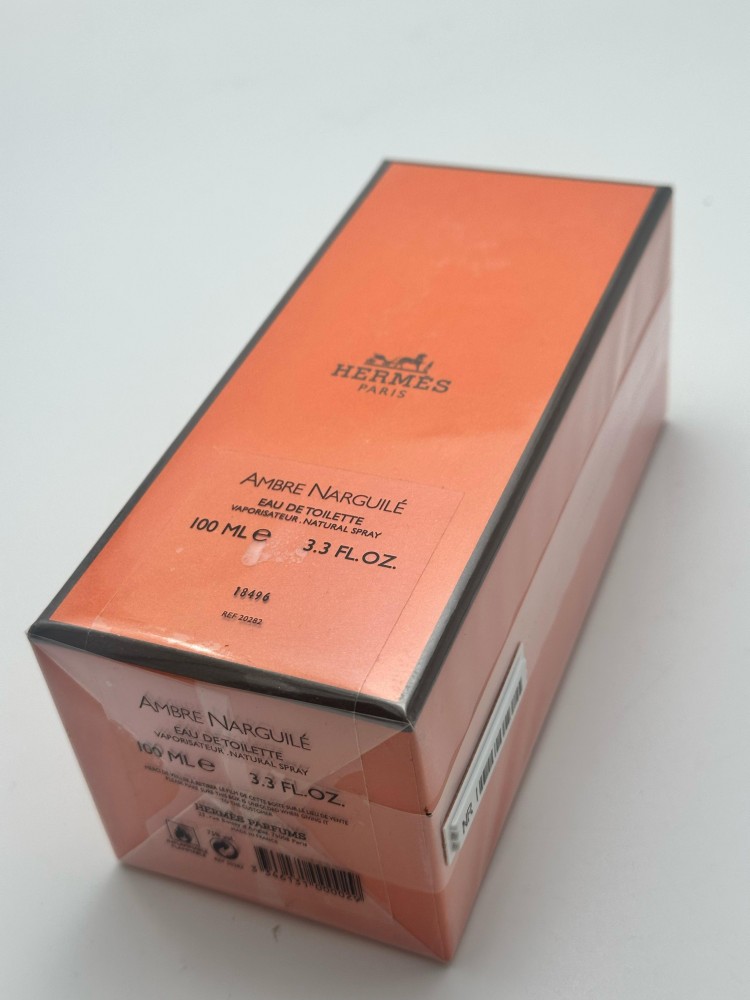 HERMÈS
PARIS
AMBRE NARGUILÉ
EAU DE TOILETTE
VAPORISATEUR . NATURAL SPRAY
100 ML e 3.3 FL.OZ.
18496
REF 20282
AMBRE NARGUILÉ
EAU DE TOILETTE
VAPORISATEUR . NATURAL SPRAY
100 ML e 3.3 FL.OZ.
HERMÈS PARFUMS